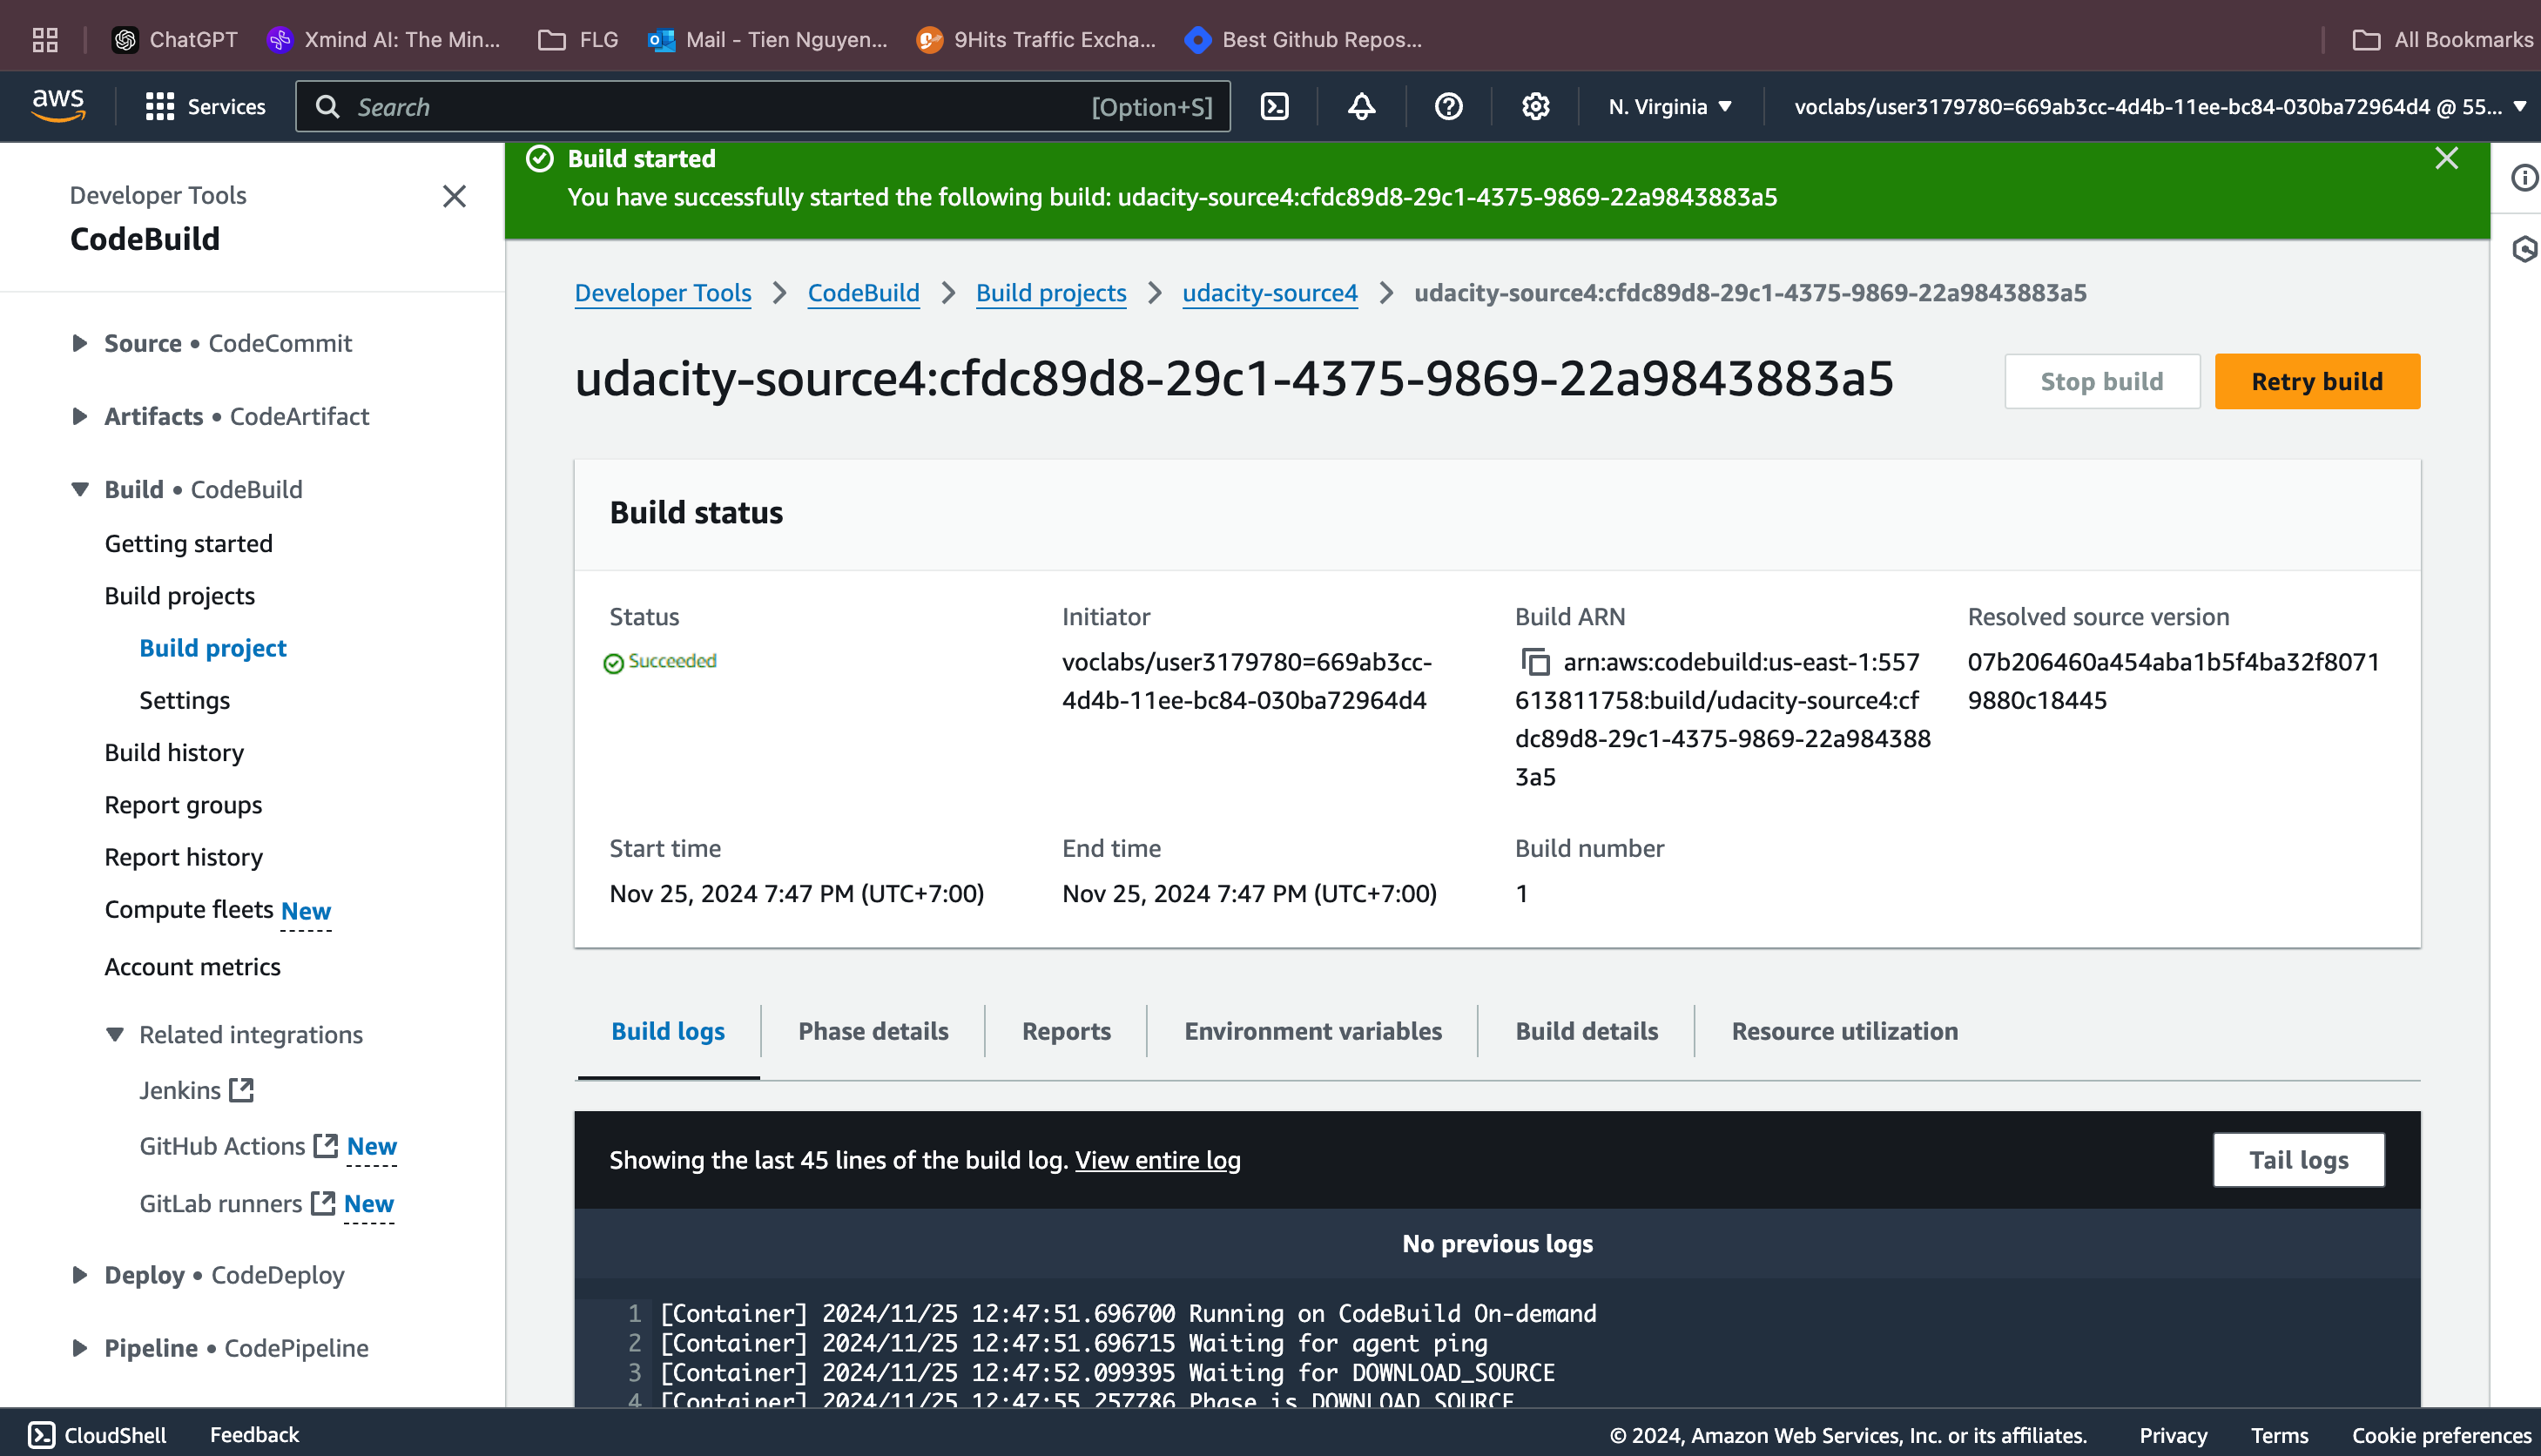 ChatGPT
Xmind AI: The Min...
FLG
Mail - Tien Nguyen...
9Hits Traffic Excha...
Best Github Repos...
All Bookmarks
aws
Services
Search
[Option+S]
N. Virginia
voclabs/user3179780=669ab3cc-4d4b-11ee-bc84-030ba72964d4 @ 55...
Developer Tools
CodeBuild
Source • CodeCommit
Artifacts • CodeArtifact
Build • CodeBuild
Getting started
Build projects
Build project
Settings
Build history
Report groups
Report history
Compute fleets New
Account metrics
Related integrations
Jenkins
GitHub Actions New
GitLab runners New
Deploy • CodeDeploy
Pipeline • CodePipeline
Build started
You have successfully started the following build: udacity-source4:cfdc89d8-29c1-4375-9869-22a9843883a5
Developer Tools
CodeBuild
Build projects
udacity-source4
udacity-source4:cfdc89d8-29c1-4375-9869-22a9843883a5
udacity-source4:cfdc89d8-29c1-4375-9869-22a9843883a5
Stop build
Retry build
Build status
Status
Succeeded
Initiator
voclabs/user3179780=669ab3cc-
4d4b-11ee-bc84-030ba72964d4
Build ARN
arn:aws:codebuild:us-east-1:557
613811758:build/udacity-source4:cf
dc89d8-29c1-4375-9869-22a984388
3a5
Resolved source version
07b206460a454aba1b5f4ba32f8071
9880c18445
Start time
Nov 25, 2024 7:47 PM (UTC+7:00)
End time
Nov 25, 2024 7:47 PM (UTC+7:00)
Build number
1
Build logs
Phase details
Reports
Environment variables
Build details
Resource utilization
Showing the last 45 lines of the build log. View entire log
Tail logs
No previous logs
1 [Container] 2024/11/25 12:47:51.696700 Running on CodeBuild On-demand
2 [Container] 2024/11/25 12:47:51.696715 Waiting for agent ping
3 [Container] 2024/11/25 12:47:52.099395 Waiting for DOWNLOAD_SOURCE
4 [Container] 2024/11/25 12:47:55.257786 Phase is DOWNLOAD_SOURCE
CloudShell
Feedback
© 2024, Amazon Web Services, Inc. or its affiliates.
Privacy
Terms
Cookie preferences